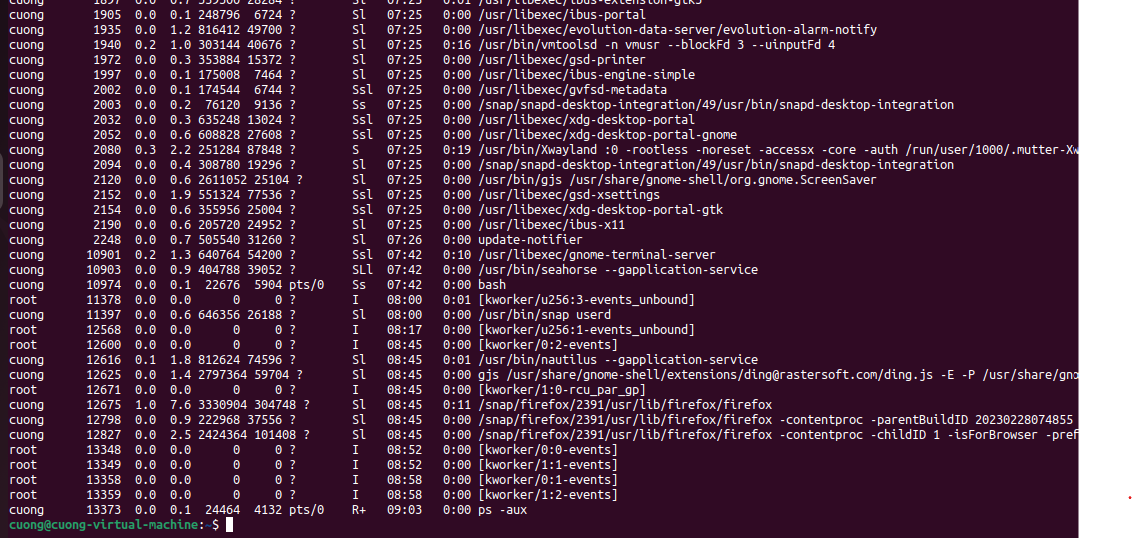 cuong 1897 0.0 0.7 339500 28284 ? Sl 07:25 0:01 /usr/libexec/ibus-extension-gtk3
cuong 1905 0.0 0.1 248796 6724 ? Sl 07:25 0:00 /usr/libexec/ibus-portal
cuong 1935 0.0 1.2 816412 49700 ? Sl 07:25 0:00 /usr/libexec/evolution-data-server/evolution-alarm-notify
cuong 1940 0.2 1.0 303144 40676 ? Sl 07:25 0:16 /usr/bin/vmtoolsd -n vmusr --blockFd 3 --uinputFd 4
cuong 1972 0.0 0.3 353884 15372 ? Sl 07:25 0:00 /usr/libexec/gsd-printer
cuong 1997 0.0 0.1 175008 7464 ? Sl 07:25 0:00 /usr/libexec/ibus-engine-simple
cuong 2002 0.0 0.1 174544 6744 ? Ssl 07:25 0:00 /usr/libexec/gvfsd-metadata
cuong 2003 0.0 0.2 76120 9136 ? Ss 07:25 0:00 /snap/snapd-desktop-integration/49/usr/bin/snapd-desktop-integration
cuong 2032 0.0 0.3 635248 13024 ? Ssl 07:25 0:00 /usr/libexec/xdg-desktop-portal
cuong 2052 0.0 0.6 608828 27608 ? Ssl 07:25 0:00 /usr/libexec/xdg-desktop-portal-gnome
cuong 2080 0.3 2.2 251284 87848 ? S 07:25 0:19 /usr/bin/Xwayland :0 -rootless -noreset -accessx -core -auth /run/user/1000/.mutter-Xw
cuong 2094 0.0 0.4 308780 19296 ? Sl 07:25 0:00 /snap/snapd-desktop-integration/49/usr/bin/snapd-desktop-integration
cuong 2120 0.0 0.6 2611052 25104 ? Sl 07:25 0:00 /usr/bin/gjs /usr/share/gnome-shell/org.gnome.ScreenSaver
cuong 2152 0.0 1.9 551324 77536 ? Ssl 07:25 0:00 /usr/libexec/gsd-xsettings
cuong 2154 0.0 0.6 355956 25004 ? Ssl 07:25 0:00 /usr/libexec/xdg-desktop-portal-gtk
cuong 2190 0.0 0.6 205720 24952 ? Sl 07:25 0:00 /usr/libexec/ibus-x11
cuong 2248 0.0 0.7 505540 31260 ? Sl 07:26 0:00 update-notifier
cuong 10901 0.2 1.3 640764 54200 ? Ssl 07:42 0:10 /usr/libexec/gnome-terminal-server
cuong 10903 0.0 0.9 404788 39052 ? SLl 07:42 0:00 /usr/bin/seahorse --gapplication-service
cuong 10974 0.0 0.1 22676 5904 pts/0 Ss 07:42 0:00 bash
root 11378 0.0 0.0 0 0 ? I 08:00 0:01 [kworker/u256:3-events_unbound]
cuong 11397 0.0 0.6 646356 26188 ? Sl 08:00 0:00 /usr/bin/snap userd
root 12568 0.0 0.0 0 0 ? I 08:17 0:00 [kworker/u256:1-events_unbound]
root 12600 0.0 0.0 0 0 ? I 08:45 0:00 [kworker/0:2-events]
cuong 12616 0.1 1.8 812624 74596 ? Sl 08:45 0:01 /usr/bin/nautilus --gapplication-service
cuong 12625 0.0 1.4 2797364 59704 ? Sl 08:45 0:00 gjs /usr/share/gnome-shell/extensions/ding@rastersoft.com/ding.js -E -P /usr/share/gno
root 12671 0.0 0.0 0 0 ? I 08:45 0:00 [kworker/1:0-rcu_par_gp]
cuong 12675 1.0 7.6 3330904 304748 ? Sl 08:45 0:11 /snap/firefox/2391/usr/lib/firefox/firefox
cuong 12798 0.0 0.9 222968 37556 ? Sl 08:45 0:00 /snap/firefox/2391/usr/lib/firefox/firefox -contentproc -parentBuildID 20230228074855
cuong 12827 0.0 2.5 2424364 101408 ? Sl 08:45 0:00 /snap/firefox/2391/usr/lib/firefox/firefox -contentproc -childID 1 -isForBrowser -pref
root 13348 0.0 0.0 0 0 ? I 08:52 0:00 [kworker/0:0-events]
root 13349 0.0 0.0 0 0 ? I 08:52 0:00 [kworker/1:1-events]
root 13358 0.0 0.0 0 0 ? I 08:58 0:00 [kworker/0:1-events]
root 13359 0.0 0.0 0 0 ? I 08:58 0:00 [kworker/1:2-events]
cuong 13373 0.0 0.1 24464 4132 pts/0 R+ 09:03 0:00 ps -aux
cuong@cuong-virtual-machine:~$